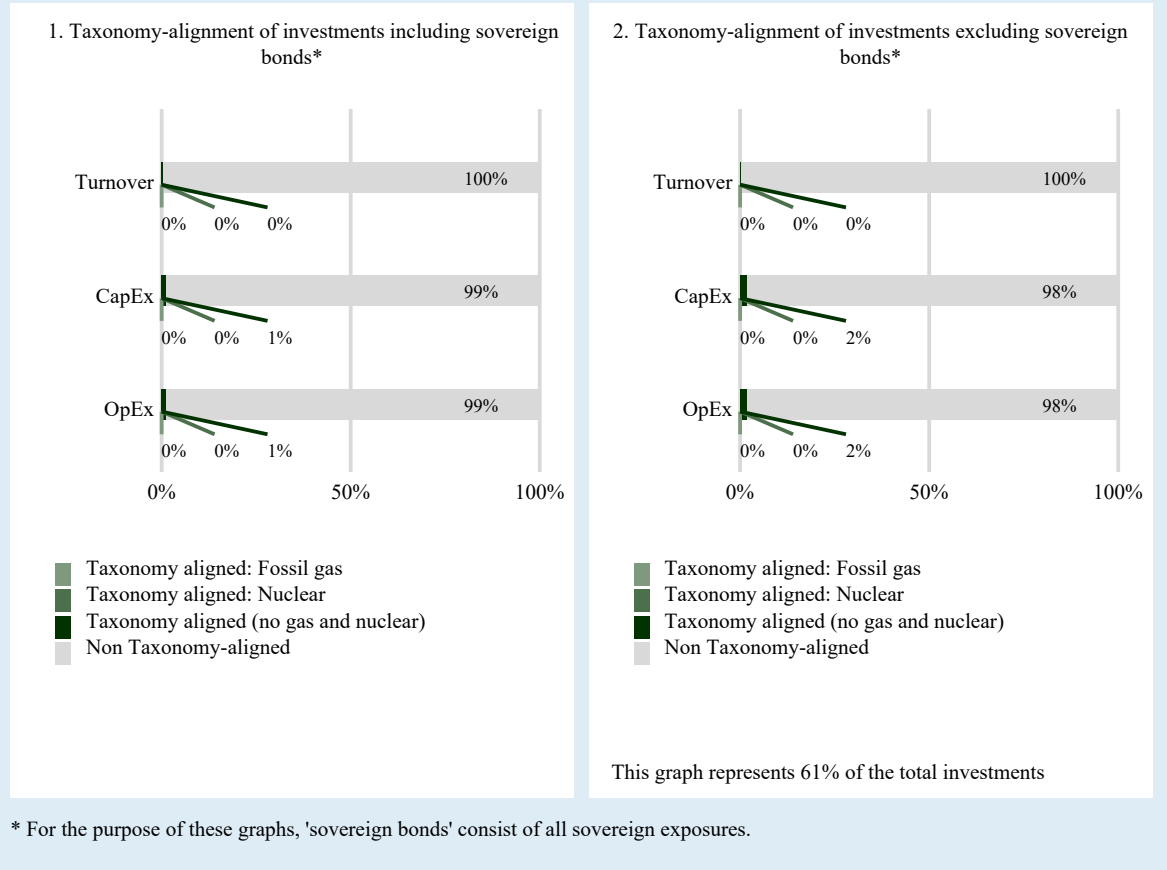 1. Taxonomy-alignment of investments including sovereign
bonds*
Turnover
100%
0% 0% 0%
CapEx
99%
0% 0% 1%
OpEx
99%
0% 0% 1%
0% 50% 100%
Taxonomy aligned: Fossil gas
Taxonomy aligned: Nuclear
Taxonomy aligned (no gas and nuclear)
Non Taxonomy-aligned
2. Taxonomy-alignment of investments excluding sovereign
bonds*
Turnover
100%
0% 0% 0%
CapEx
98%
0% 0% 2%
OpEx
98%
0% 0% 2%
0% 50% 100%
Taxonomy aligned: Fossil gas
Taxonomy aligned: Nuclear
Taxonomy aligned (no gas and nuclear)
Non Taxonomy-aligned
This graph represents 61% of the total investments
* For the purpose of these graphs, 'sovereign bonds' consist of all sovereign exposures.